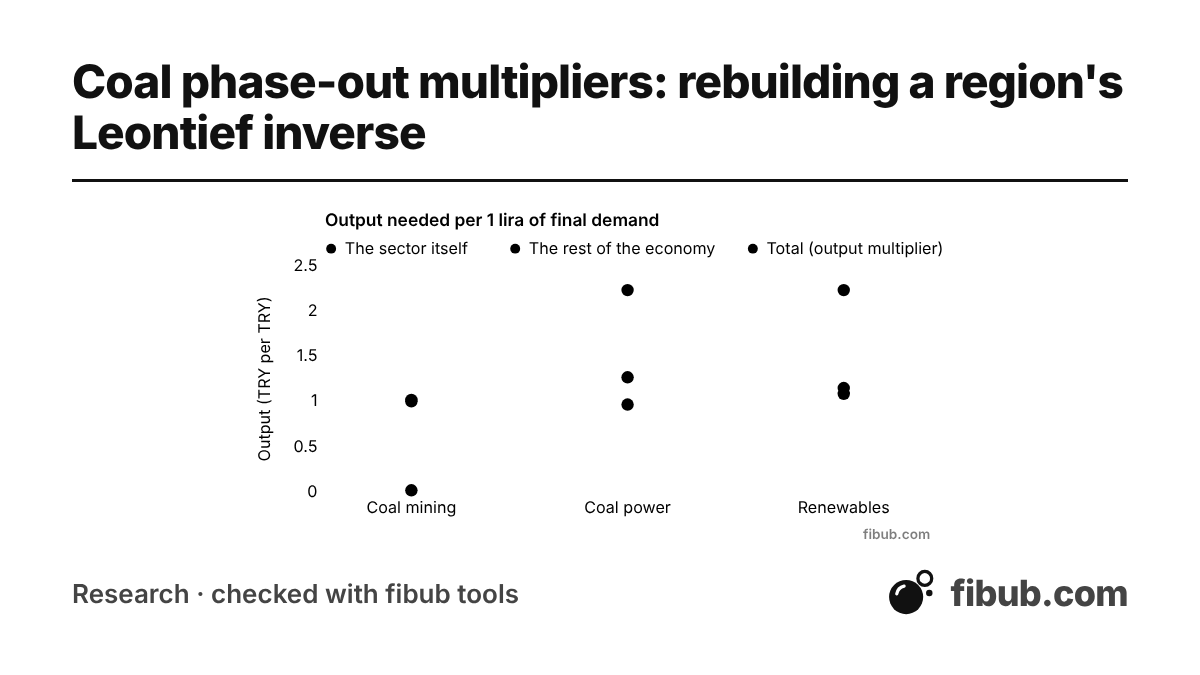 Coal phase-out multipliers: rebuilding a region's
Leontief inverse
Output needed per 1 lira of final demand
The sector itself
The rest of the economy
Total (output multiplier)
Output (TRY per TRY)
2.5
2
1.5
1
0.5
0
Coal mining
Coal power
Renewables
fibub.com
Research · checked with fibub tools
fibub.com